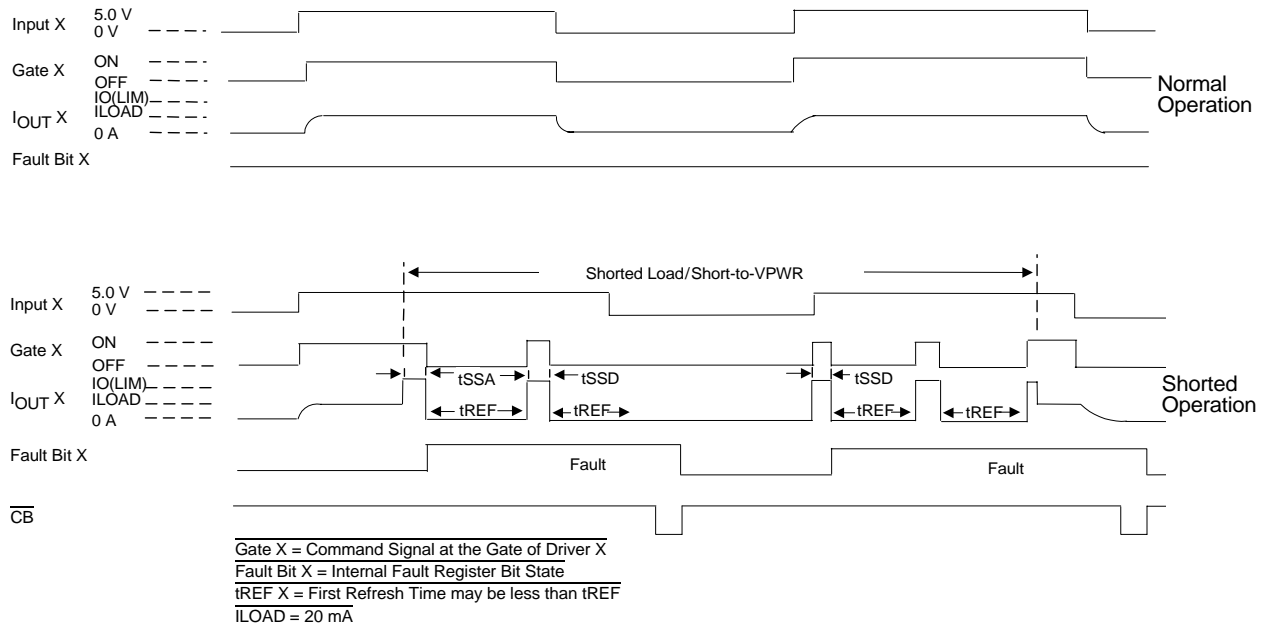 Input X 5.0 V
0 V
Gate X ON
OFF
IOUT X IO(LIM)
ILOAD
0 A
Fault Bit X
Normal
Operation
Shorted Load/Short-to-VPWR
Input X 5.0 V
0 V
Gate X ON
OFF
IOUT X IO(LIM)
ILOAD
0 A
tSSA tSSD tSSD
tREF tREF tREF tREF
Shorted
Operation
Fault Bit X Fault Fault
CB
Gate X = Command Signal at the Gate of Driver X
Fault Bit X = Internal Fault Register Bit State
tREF X = First Refresh Time may be less than tREF
ILOAD = 20 mA